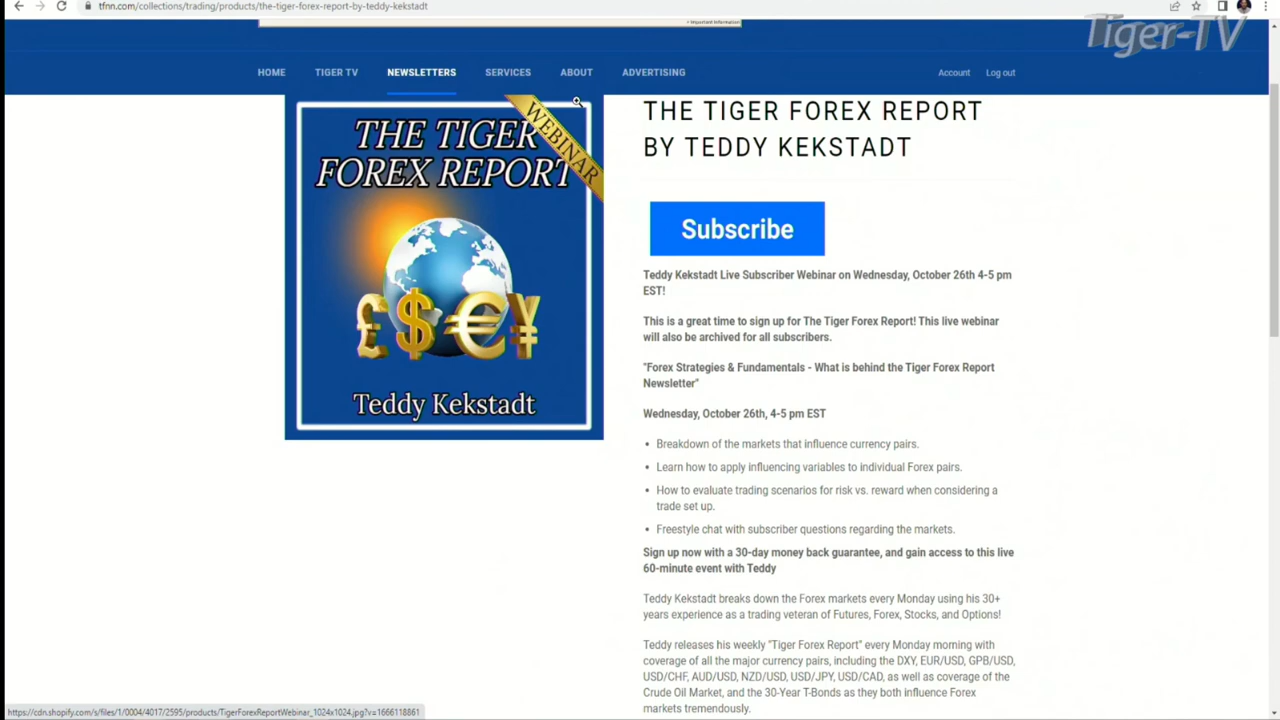 tfnn.com/collections/trading/products/the-tiger-forex-report-by-teddy-kekstadt
> Important Information
Tiger-TV
HOME TIGER TV NEWSLETTERS SERVICES ABOUT ADVERTISING Account Log out
WEBINAR
THE TIGER
FOREX REPORT
£$€¥
Teddy Kekstadt
THE TIGER FOREX REPORT
BY TEDDY KEKSTADT
Subscribe
Teddy Kekstadt Live Subscriber Webinar on Wednesday, October 26th 4-5 pm
EST!
This is a great time to sign up for The Tiger Forex Report! This live webinar
will also be archived for all subscribers.
"Forex Strategies & Fundamentals - What is behind the Tiger Forex Report
Newsletter"
Wednesday, October 26th, 4-5 pm EST
• Breakdown of the markets that influence currency pairs.
• Learn how to apply influencing variables to individual Forex pairs.
• How to evaluate trading scenarios for risk vs. reward when considering a
trade set up.
• Freestyle chat with subscriber questions regarding the markets.
Sign up now with a 30-day money back guarantee, and gain access to this live
60-minute event with Teddy
Teddy Kekstadt breaks down the Forex markets every Monday using his 30+
years experience as a trading veteran of Futures, Forex, Stocks, and Options!
Teddy releases his weekly "Tiger Forex Report" every Monday morning with
coverage of all the major currency pairs, including the DXY, EUR/USD, GPB/USD,
USD/CHF, AUD/USD, NZD/USD, USD/JPY, USD/CAD, as well as coverage of the
Crude Oil Market, and the 30-Year T-Bonds as they both influence Forex
markets tremendously.
https://cdn.shopify.com/s/files/1/0004/4017/2595/products/TigerForexReportWebinar_1024x1024.jpg?v=1666118861